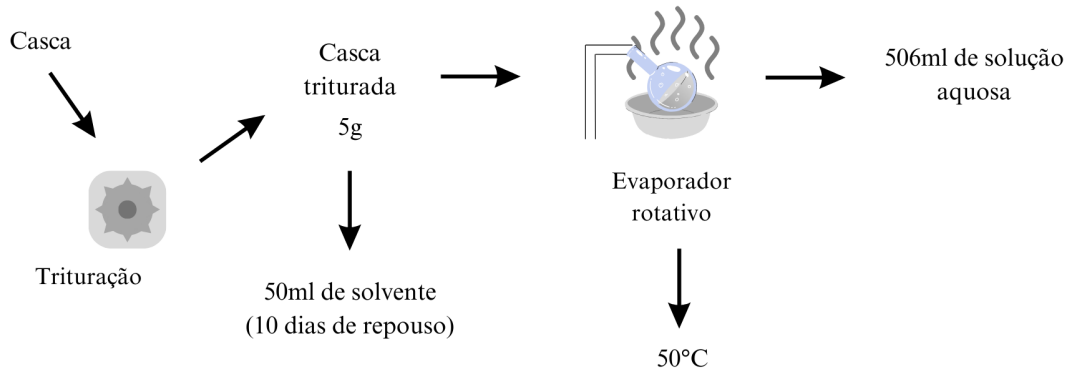 Casca
Trituração
Casca
triturada
5g
50ml de solvente
(10 dias de repouso)
Evaporador
rotativo
50°C
506ml de solução
aquosa